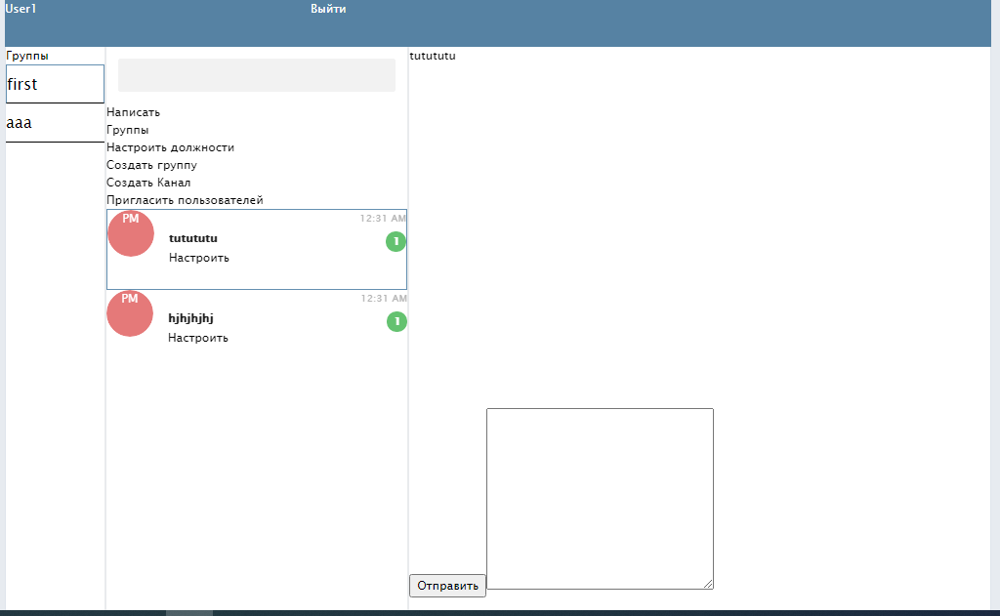 User1
Выйти
Группы
first
aaa
Написать
Группы
Настроить должности
Создать группу
Создать Канал
Пригласить пользователей
PM
12:31 AM
tutututu
1
Настроить
PM
12:31 AM
hjhjhjhj
1
Настроить
tutututu
Отправить